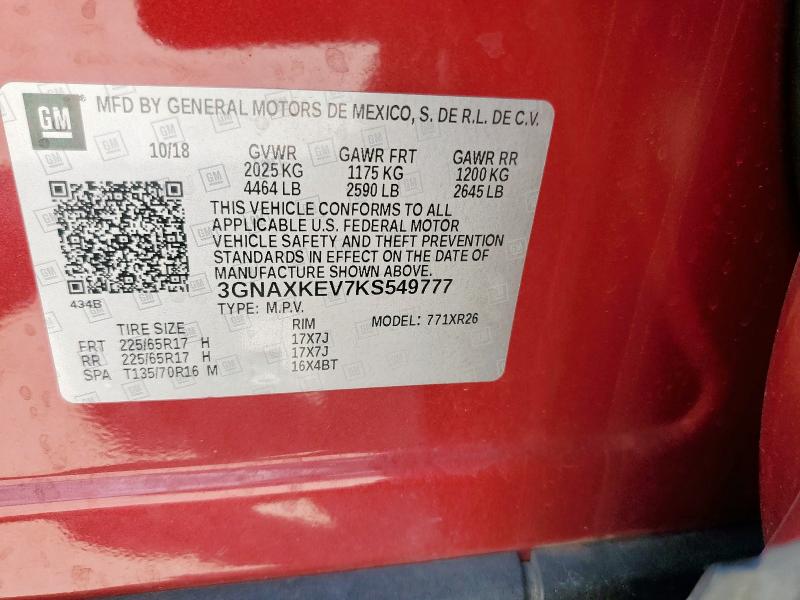 GM
MFD BY GENERAL MOTORS DE MEXICO, S. DE R.L. DE C.V.
10/18 GVWR GAWR FRT GAWR RR
2025 KG 1175 KG 1200 KG
4464 LB 2590 LB 2645 LB
THIS VEHICLE CONFORMS TO ALL
APPLICABLE U.S. FEDERAL MOTOR
VEHICLE SAFETY AND THEFT PREVENTION
STANDARDS IN EFFECT ON THE DATE OF
MANUFACTURE SHOWN ABOVE.
434B
3GNAXKEV7KS549777
TYPE: M.P.V. MODEL: 771XR26
TIRE SIZE RIM
FRT 225/65R17 H 17X7J
RR 225/65R17 H 17X7J
SPA T135/70R16 M 16X4BT